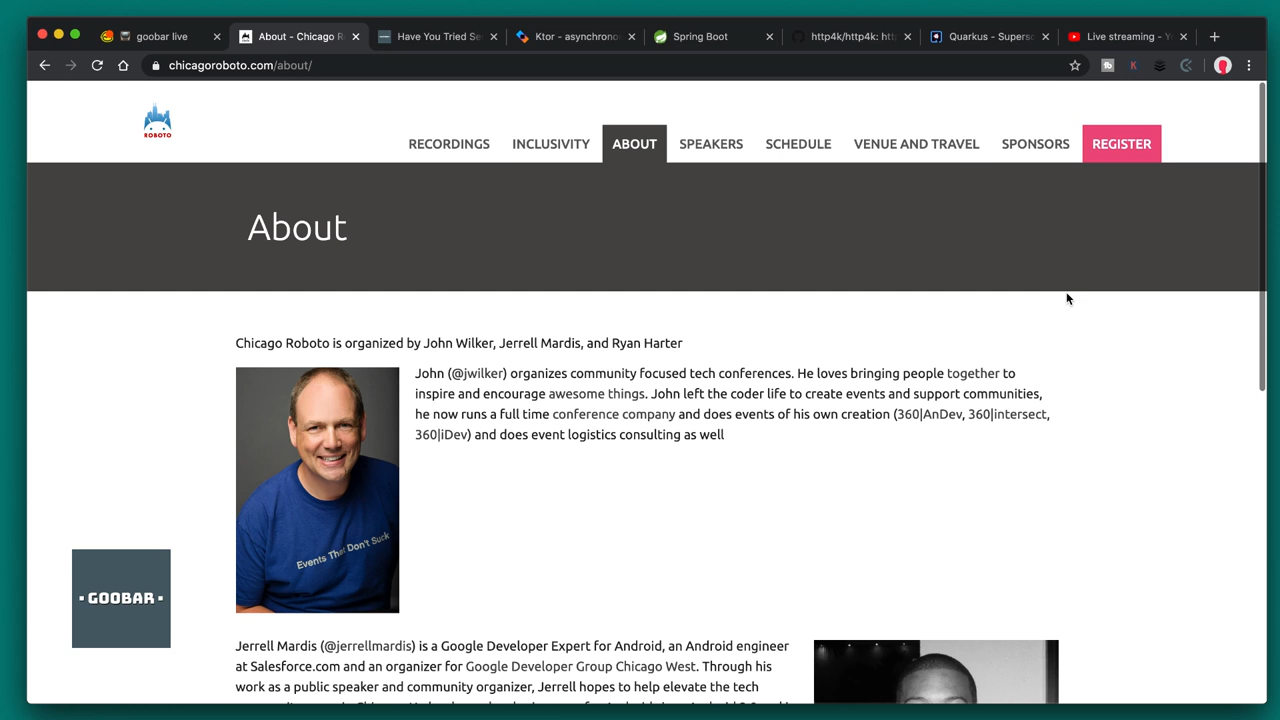 goobar live
About - Chicago R
Have You Tried Se
Ktor - asynchrono
Spring Boot
http4k/http4k: htt
Quarkus - Superso
Live streaming - Y
chicagoroboto.com/about/
ROBOTO
RECORDINGS INCLUSIVITY ABOUT SPEAKERS SCHEDULE VENUE AND TRAVEL SPONSORS REGISTER
About
Chicago Roboto is organized by John Wilker, Jerrell Mardis, and Ryan Harter
John (@jwilker) organizes community focused tech conferences. He loves bringing people together to
inspire and encourage awesome things. John left the coder life to create events and support communities,
he now runs a full time conference company and does events of his own creation (360|AnDev, 360|intersect,
360|iDev) and does event logistics consulting as well
Events That Don't Suck
• GOOBAR •
Jerrell Mardis (@jerrellmardis) is a Google Developer Expert for Android, an Android engineer
at Salesforce.com and an organizer for Google Developer Group Chicago West. Through his
work as a public speaker and community organizer, Jerrell hopes to help elevate the tech